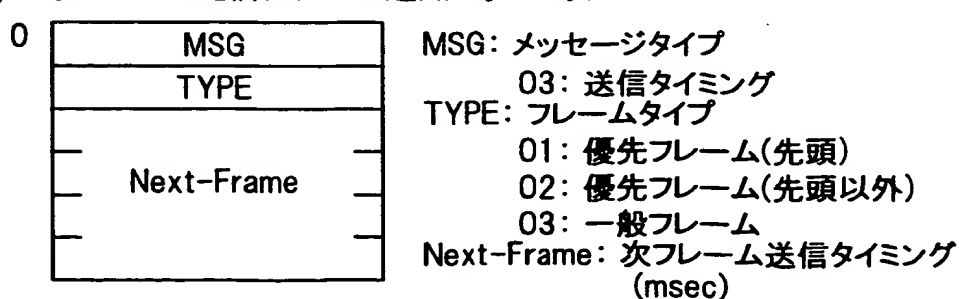 0
MSG
TYPE
Next-Frame
MSG: メッセージタイプ
03: 送信タイミング
TYPE: フレームタイプ
01: 優先フレーム(先頭)
02: 優先フレーム(先頭以外)
03: 一般フレーム
Next-Frame: 次フレーム送信タイミング
(msec)